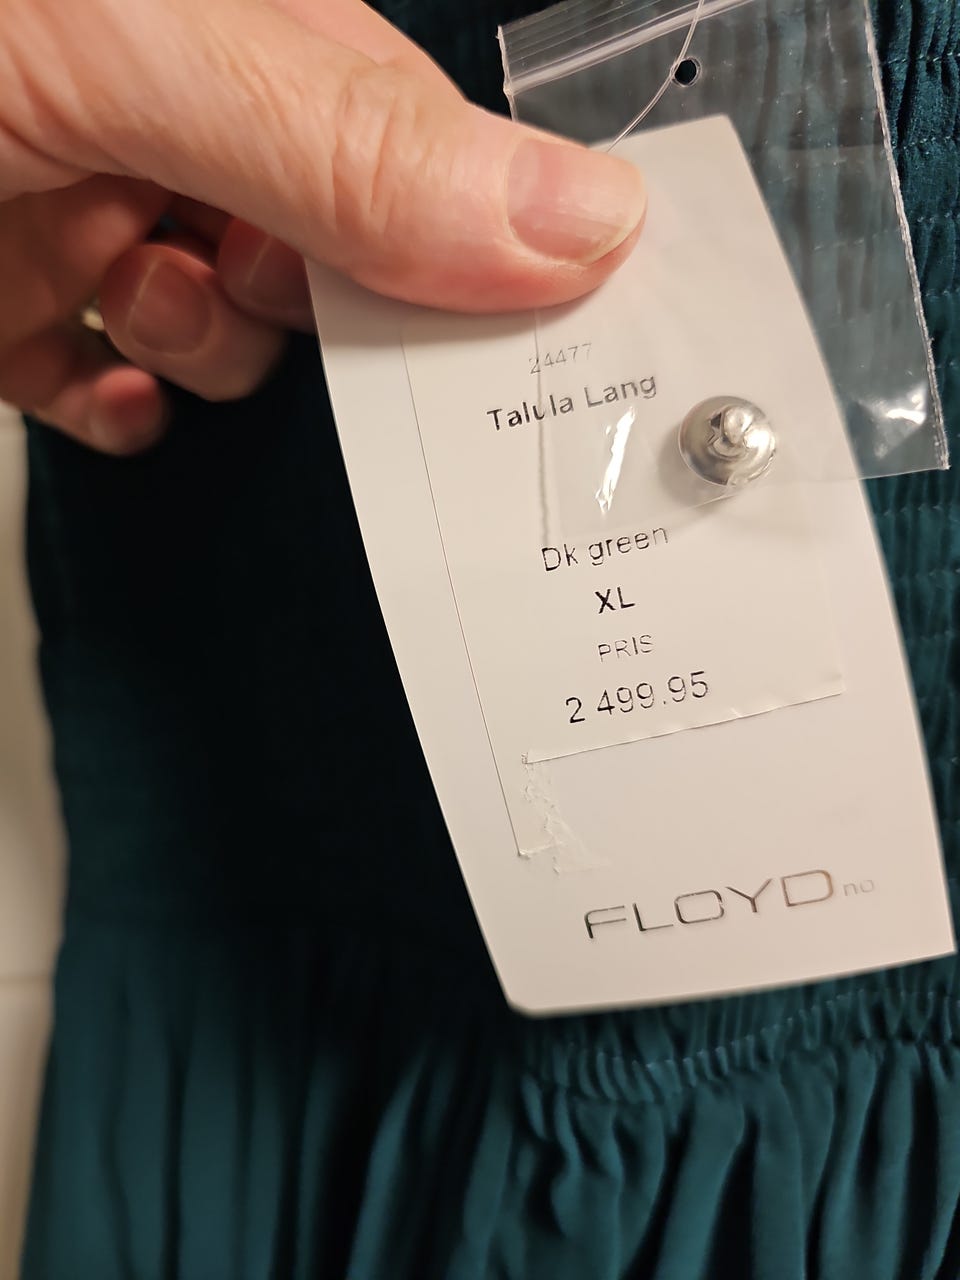 24477
Talula Lang
Dk green
XL
PRIS
2 499.95
FLOYD no